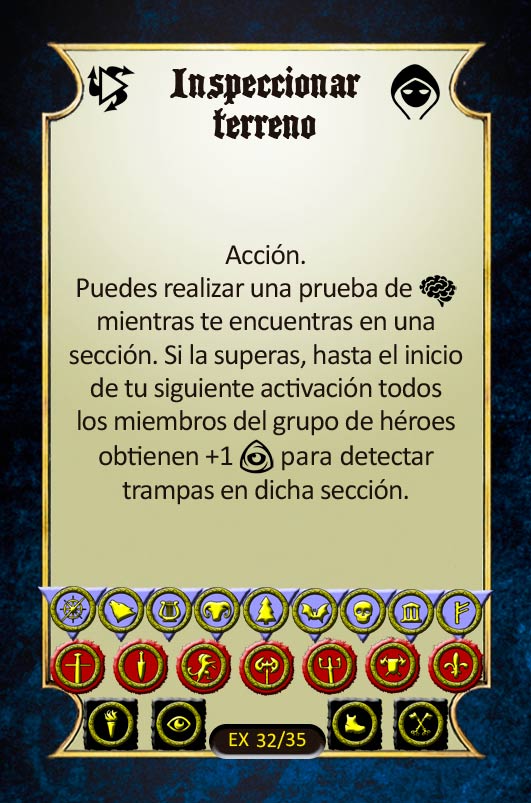 Inspeccionar
terreno
Acción.
Puedes realizar una prueba de
mientras te encuentras en una
sección. Si la superas, hasta el inicio
de tu siguiente activación todos
los miembros del grupo de héroes
obtienen +1 para detectar
trampas en dicha sección.
EX 32/35